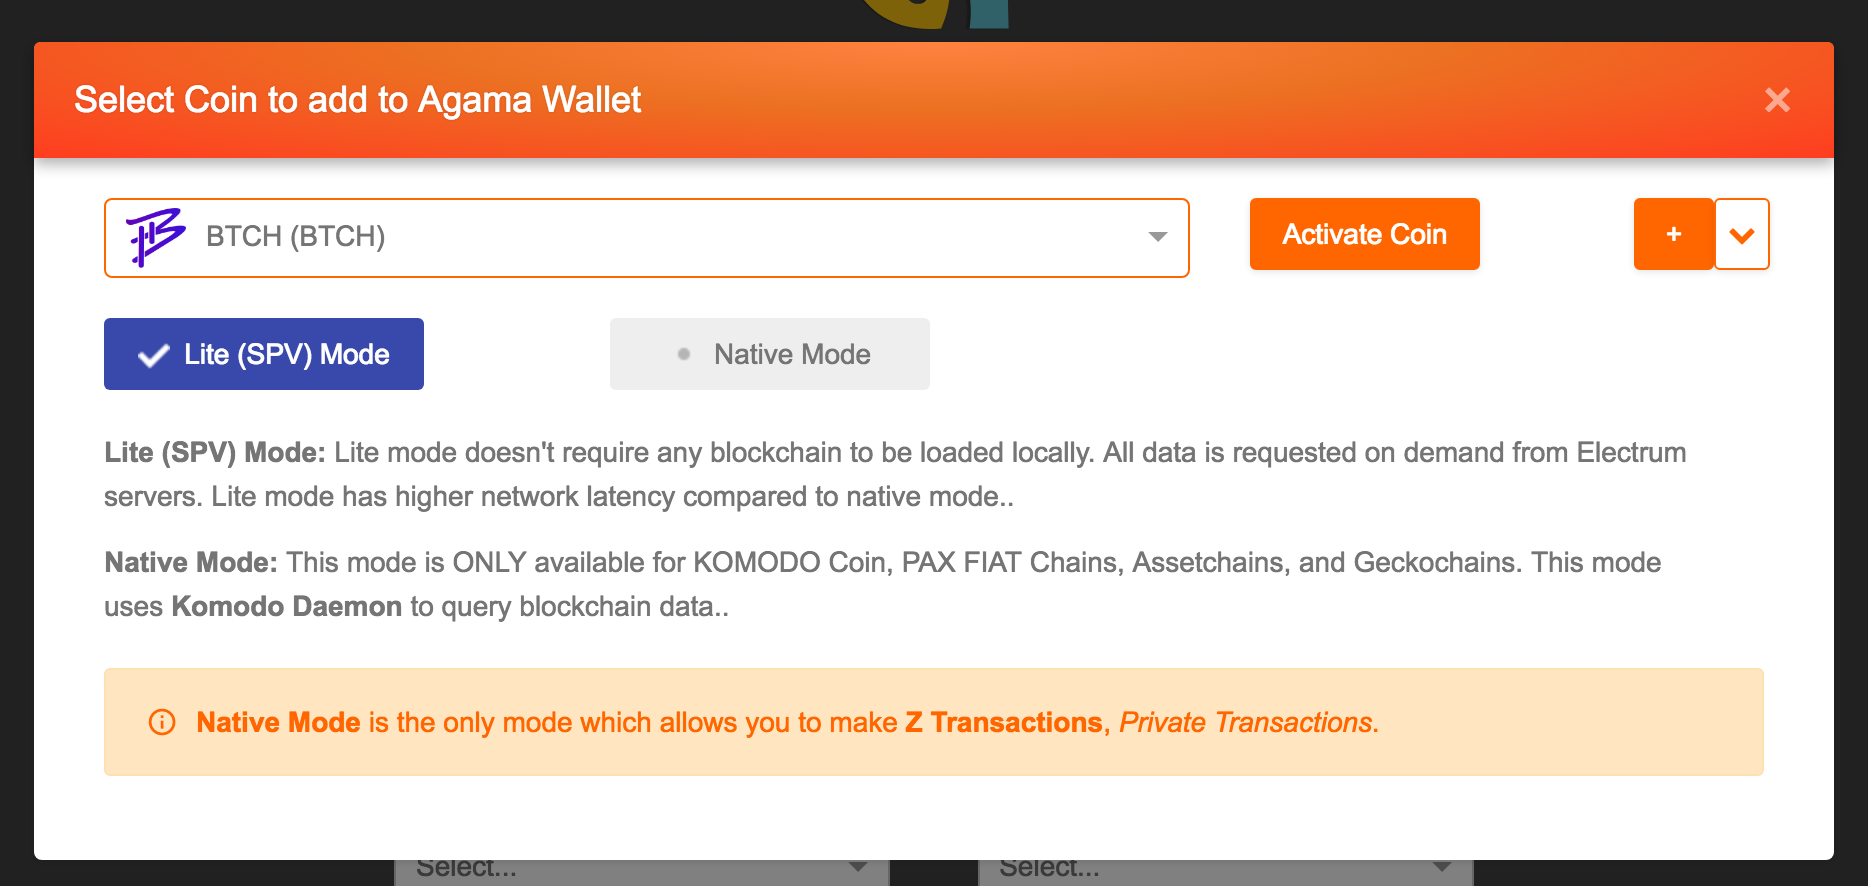 Select Coin to add to Agama Wallet
×
BTCH (BTCH)
Activate Coin
+
Lite (SPV) Mode
Native Mode
Lite (SPV) Mode: Lite mode doesn't require any blockchain to be loaded locally. All data is requested on demand from Electrum
servers. Lite mode has higher network latency compared to native mode..
Native Mode: This mode is ONLY available for KOMODO Coin, PAX FIAT Chains, Assetchains, and Geckochains. This mode
uses Komodo Daemon to query blockchain data..
Native Mode is the only mode which allows you to make Z Transactions, Private Transactions.
Select...
Select...